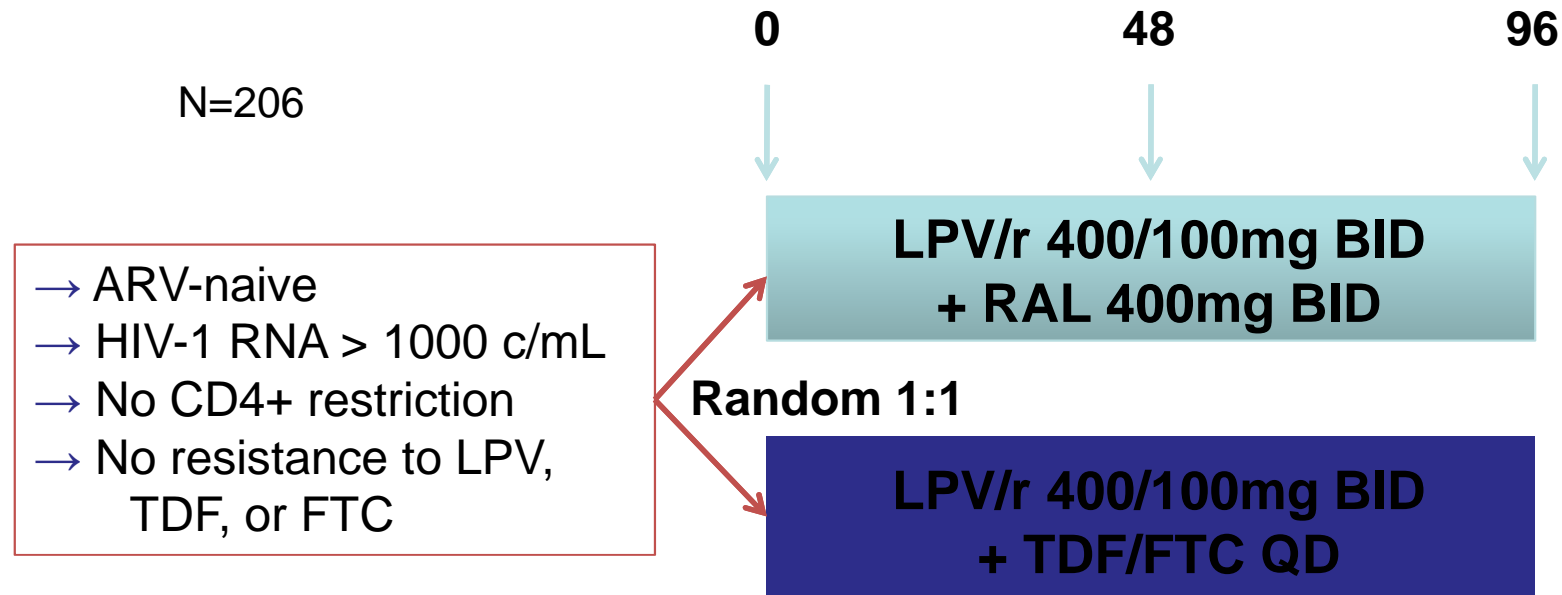 0 48 96
N=206
→ ARV-naive
→ HIV-1 RNA > 1000 c/mL
→ No CD4+ restriction
→ No resistance to LPV,
TDF, or FTC
Random 1:1
LPV/r 400/100mg BID
+ RAL 400mg BID
LPV/r 400/100mg BID
+ TDF/FTC QD